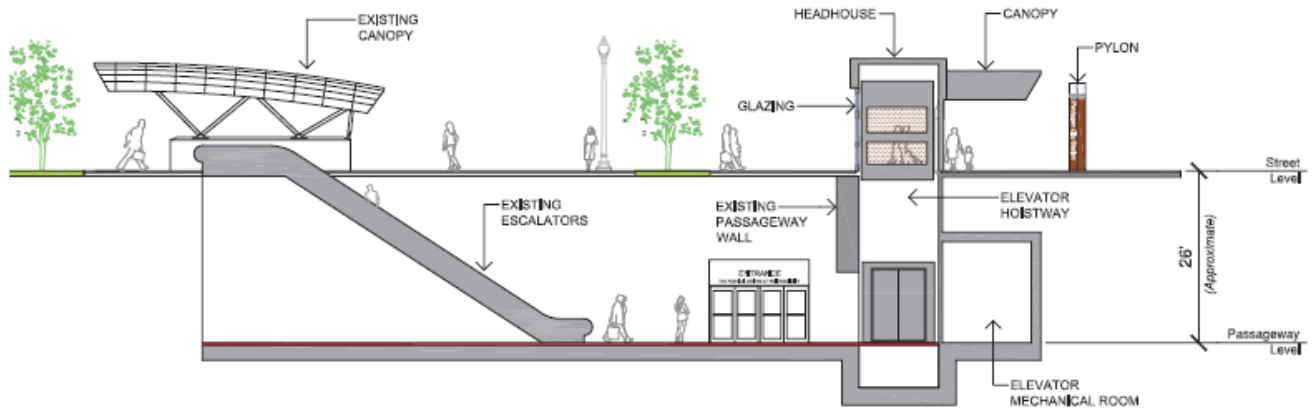 EXISTING
CANOPY
HEADHOUSE
CANOPY
PYLON
GLAZING
Street
Level
EXISTING
ESCALATORS
EXISTING
PASSAGEWAY
WALL
ELEVATOR
HOISTWAY
26'
(Approximate)
ENTRANCE
Passageway
Level
ELEVATOR
MECHANICAL ROOM